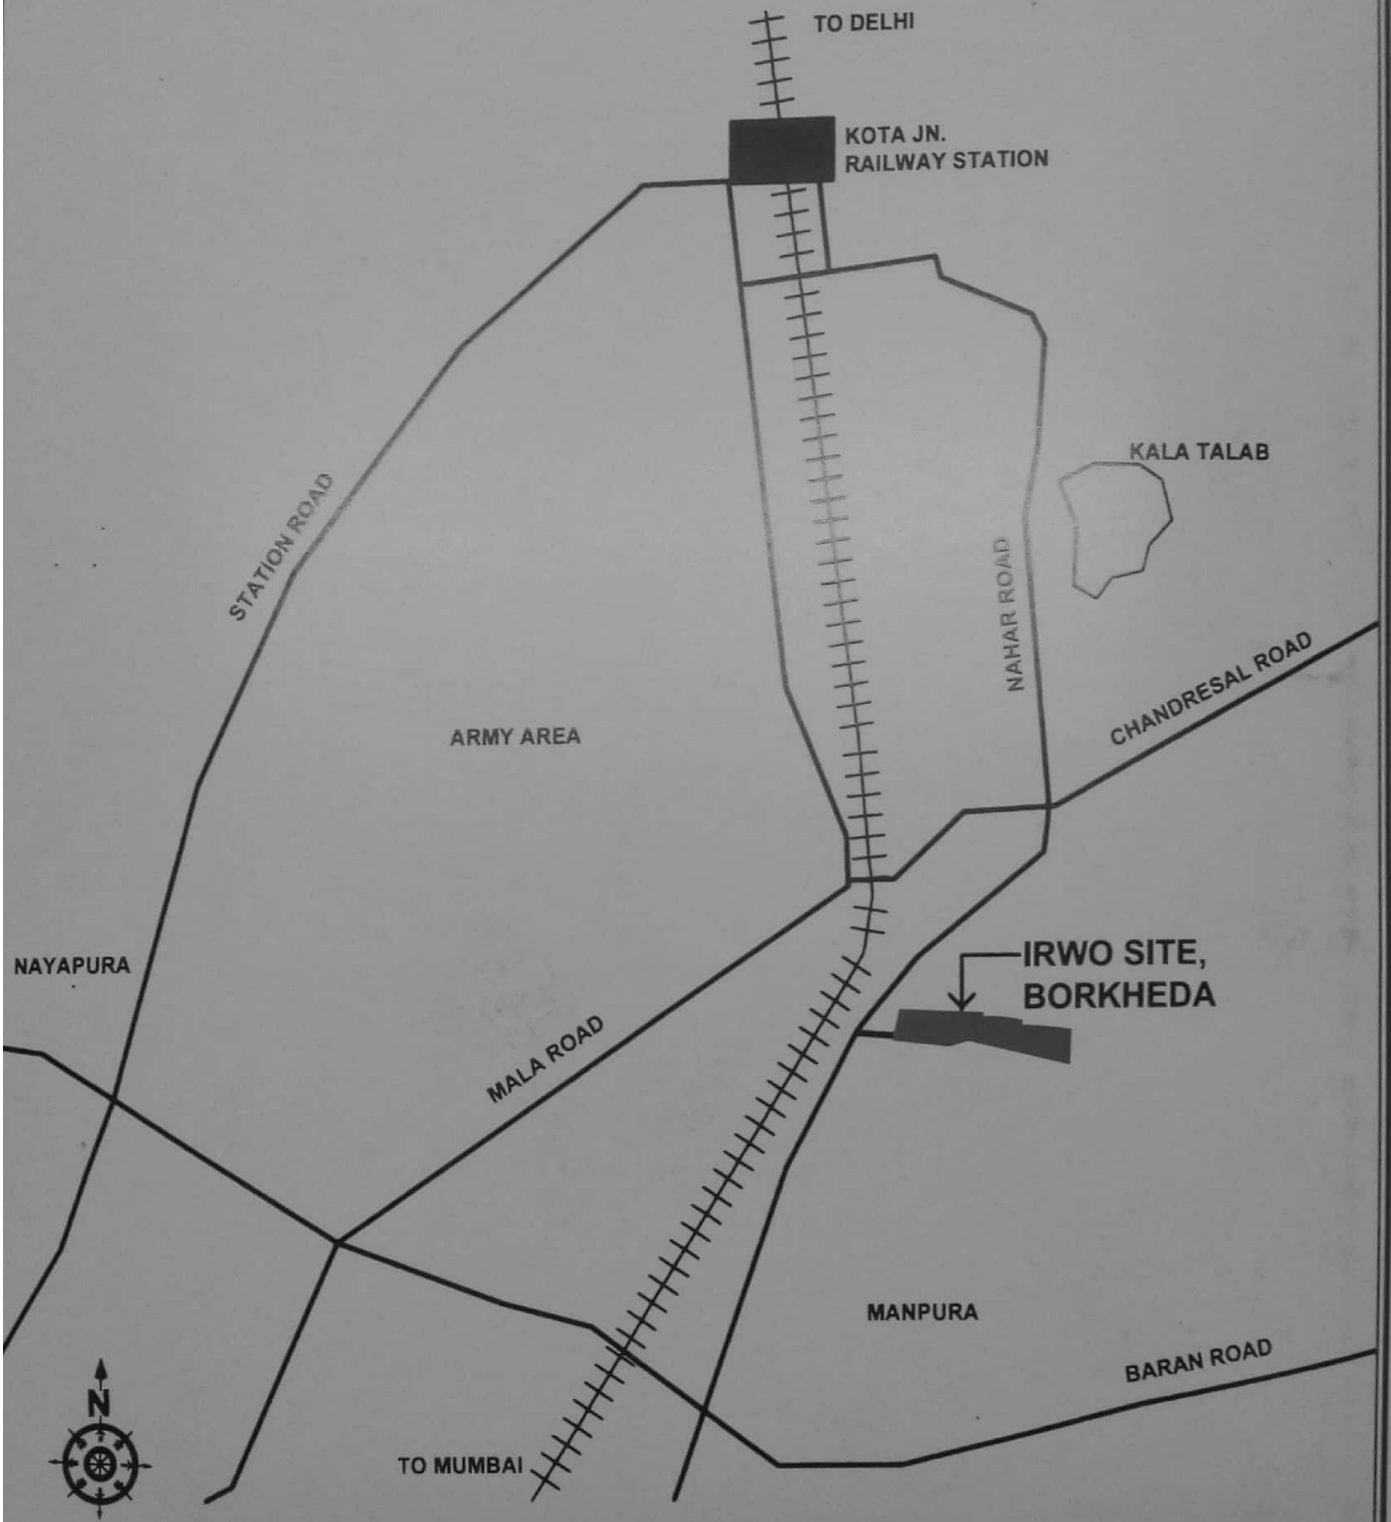 TO DELHI
KOTA JN.
RAILWAY STATION
KALA TALAB
STATION ROAD
NAHAR ROAD
CHANDRESAL ROAD
ARMY AREA
NAYAPURA
IRWO SITE,
BORKHEDA
MALA ROAD
MANPURA
BARAN ROAD
N
TO MUMBAI